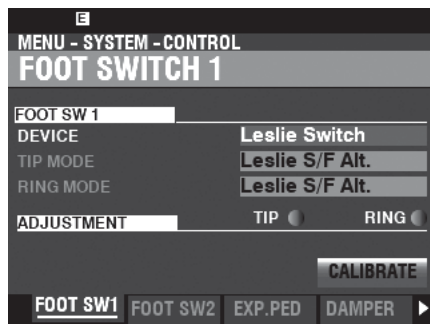 E
MENU - SYSTEM - CONTROL
FOOT SWITCH 1
FOOT SW 1
DEVICE Leslie Switch
TIP MODE Leslie S/F Alt.
RING MODE Leslie S/F Alt.
ADJUSTMENT TIP RING
CALIBRATE
FOOT SW1 FOOT SW2 EXP.PED DAMPER